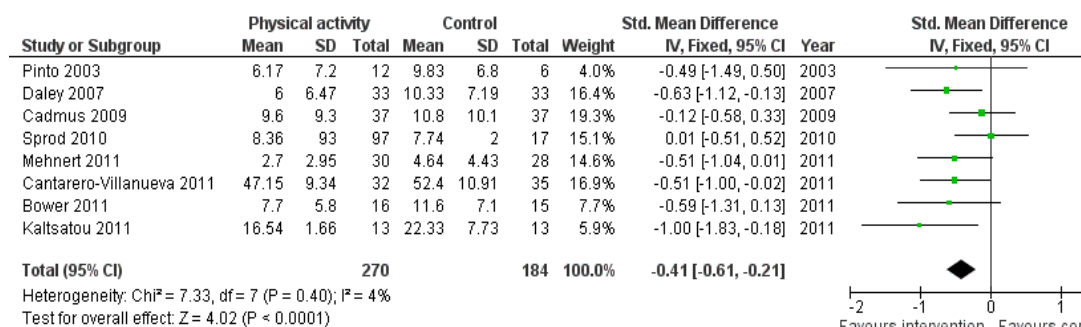 Physical activity Control Std. Mean Difference Std. Mean Difference
Study or Subgroup Mean SD Total Mean SD Total Weight IV, Fixed, 95% CI Year IV, Fixed, 95% CI
Pinto 2003 6.17 7.2 12 9.83 6.8 6 4.0% -0.49 [-1.49, 0.50] 2003
Daley 2007 6 6.47 33 10.33 7.19 33 16.4% -0.63 [-1.12, -0.13] 2007
Cadmus 2009 9.6 9.3 37 10.8 10.1 37 19.3% -0.12 [-0.58, 0.33] 2009
Sprod 2010 8.36 93 97 7.74 2 17 15.1% 0.01 [-0.51, 0.52] 2010
Mehnert 2011 2.7 2.95 30 4.64 4.43 28 14.6% -0.51 [-1.04, 0.01] 2011
Cantarero-Villanueva 2011 47.15 9.34 32 52.4 10.91 35 16.9% -0.51 [-1.00, -0.02] 2011
Bower 2011 7.7 5.8 16 11.6 7.1 15 7.7% -0.59 [-1.31, 0.13] 2011
Kaltsatou 2011 16.54 1.66 13 22.33 7.73 13 5.9% -1.00 [-1.83, -0.18] 2011
Total (95% CI) 270 184 100.0% -0.41 [-0.61, -0.21]
Heterogeneity: Chi² = 7.33, df = 7 (P = 0.40); I² = 4%
Test for overall effect: Z = 4.02 (P < 0.0001)
-2 -1 0 1
Favours intervention Favours